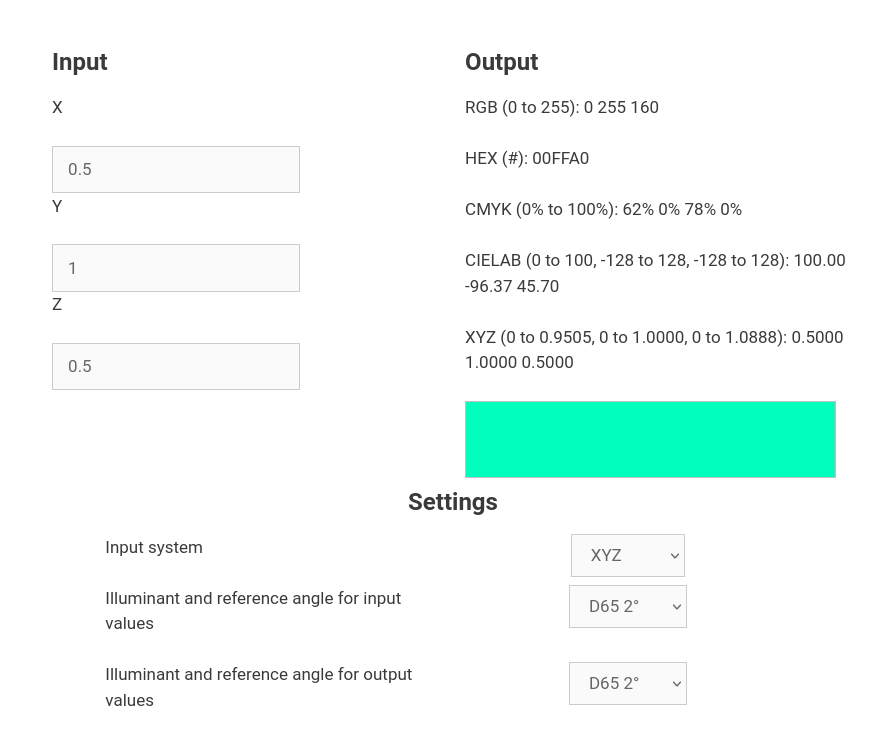 Input
X
0.5
Y
1
Z
0.5
Output
RGB (0 to 255): 0 255 160
HEX (#): 00FFA0
CMYK (0% to 100%): 62% 0% 78% 0%
CIELAB (0 to 100, -128 to 128, -128 to 128): 100.00
-96.37 45.70
XYZ (0 to 0.9505, 0 to 1.0000, 0 to 1.0888): 0.5000
1.0000 0.5000
Settings
Input system
XYZ
Illuminant and reference angle for input
values
D65 2°
Illuminant and reference angle for output
values
D65 2°